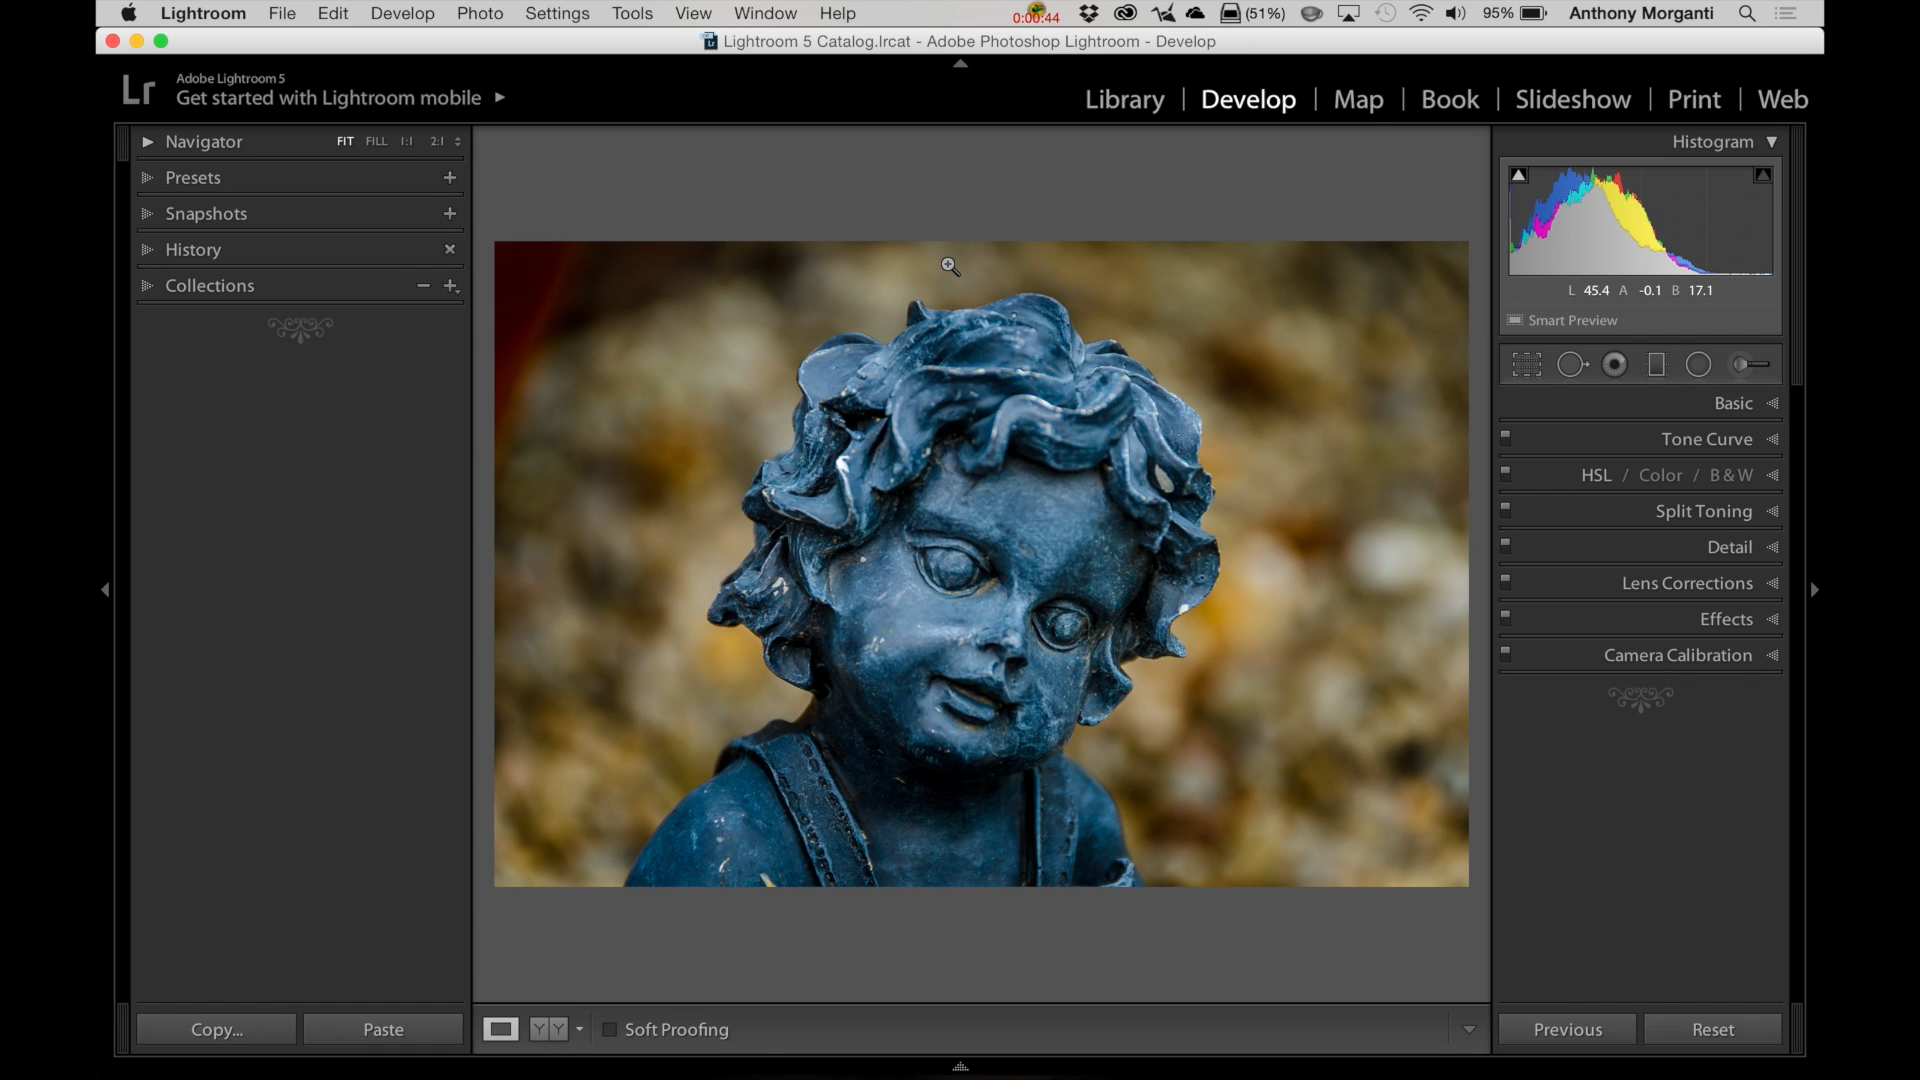 Lightroom File Edit Develop Photo Settings Tools View Window Help 0:00:44 (51%) 95% Anthony Morganti
Lightroom 5 Catalog.lrcat - Adobe Photoshop Lightroom - Develop
Lr Adobe Lightroom 5
Get started with Lightroom mobile
Library | Develop | Map | Book | Slideshow | Print | Web
Navigator FIT FILL 1:1 2:1
Presets
Snapshots
History
Collections
Histogram
L 45.4 A -0.1 B 17.1
Smart Preview
Basic
Tone Curve
HSL / Color / B & W
Split Toning
Detail
Lens Corrections
Effects
Camera Calibration
Copy... Paste
Y Y Soft Proofing
Previous Reset